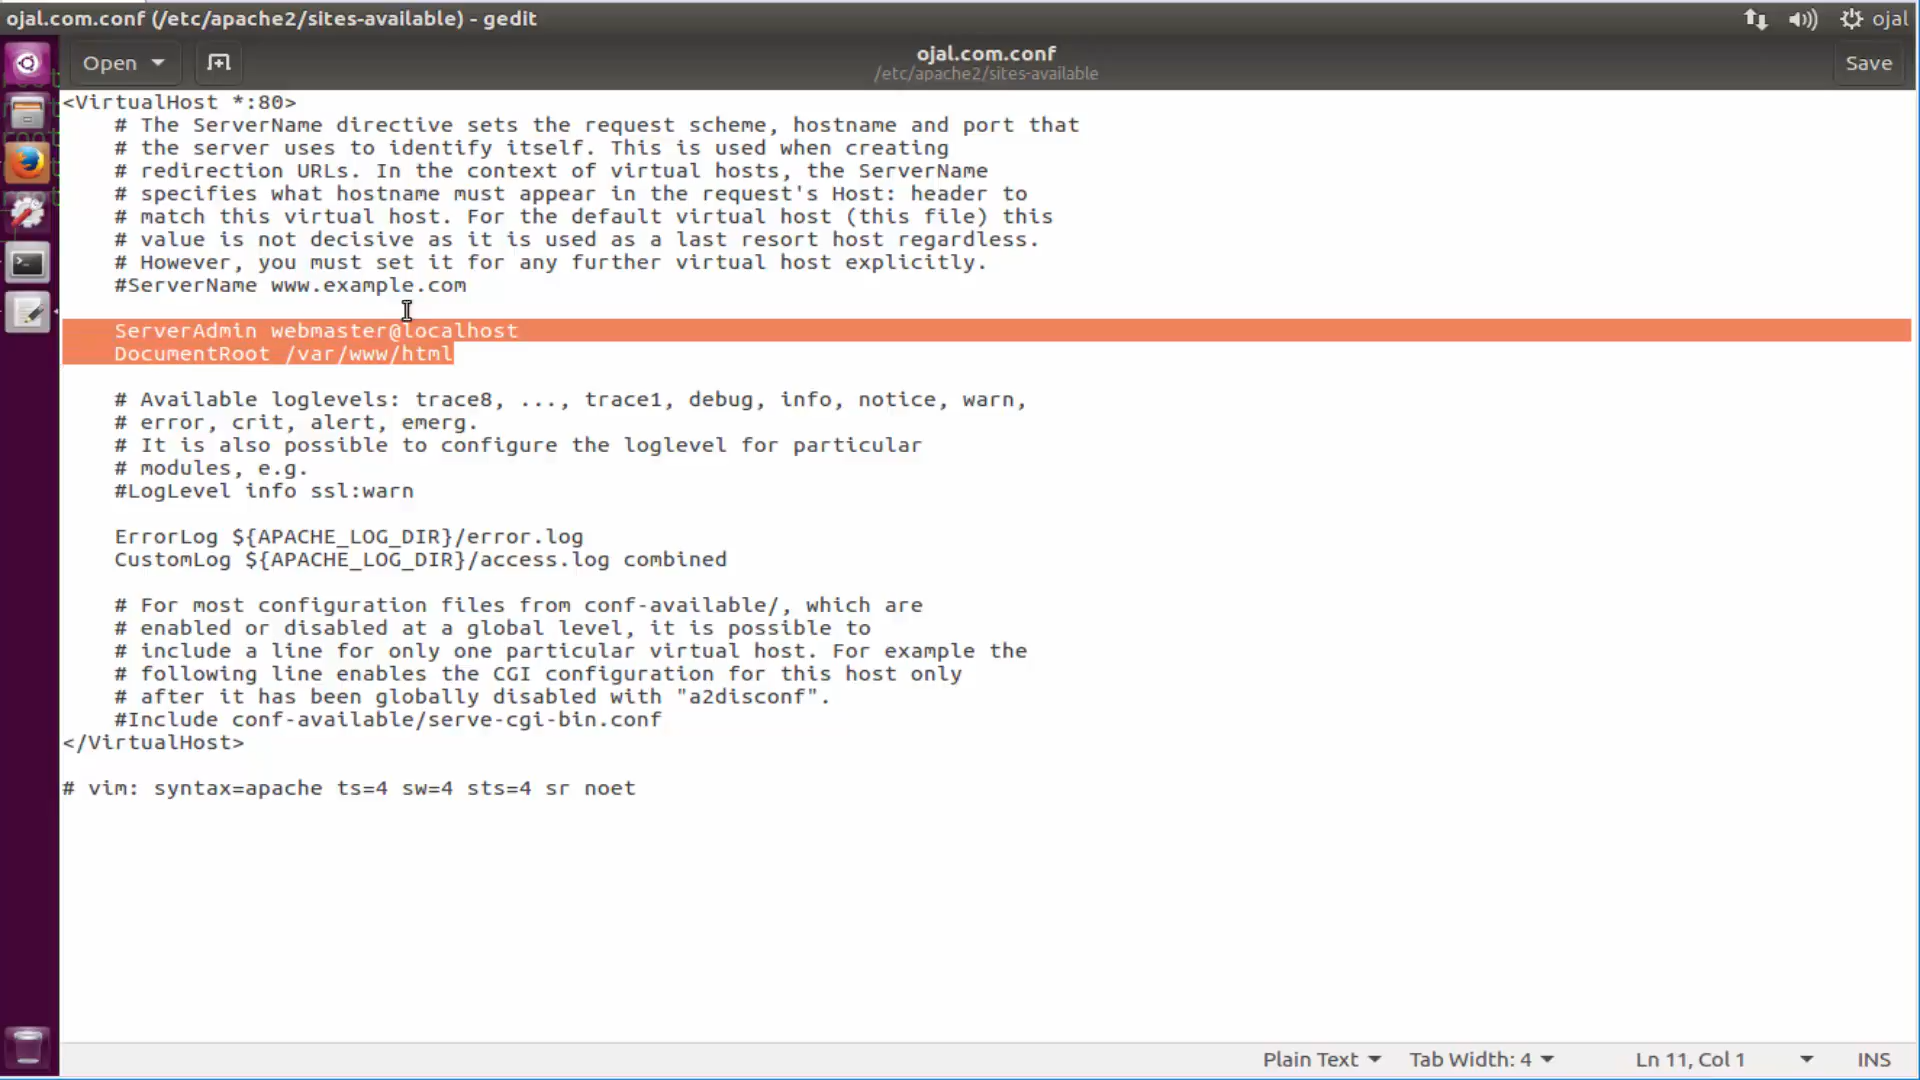 ojal.com.conf (/etc/apache2/sites-available) - gedit
ojal
Open
ojal.com.conf
/etc/apache2/sites-available
Save
<VirtualHost *:80>
# The ServerName directive sets the request scheme, hostname and port that
# the server uses to identify itself. This is used when creating
# redirection URLs. In the context of virtual hosts, the ServerName
# specifies what hostname must appear in the request's Host: header to
# match this virtual host. For the default virtual host (this file) this
# value is not decisive as it is used as a last resort host regardless.
# However, you must set it for any further virtual host explicitly.
#ServerName www.example.com
ServerAdmin webmaster@localhost
DocumentRoot /var/www/html
# Available loglevels: trace8, ..., trace1, debug, info, notice, warn,
# error, crit, alert, emerg.
# It is also possible to configure the loglevel for particular
# modules, e.g.
#LogLevel info ssl:warn
ErrorLog ${APACHE_LOG_DIR}/error.log
CustomLog ${APACHE_LOG_DIR}/access.log combined
# For most configuration files from conf-available/, which are
# enabled or disabled at a global level, it is possible to
# include a line for only one particular virtual host. For example the
# following line enables the CGI configuration for this host only
# after it has been globally disabled with "a2disconf".
#Include conf-available/serve-cgi-bin.conf
</VirtualHost>
# vim: syntax=apache ts=4 sw=4 sts=4 sr noet
Plain Text
Tab Width: 4
Ln 11, Col 1
INS